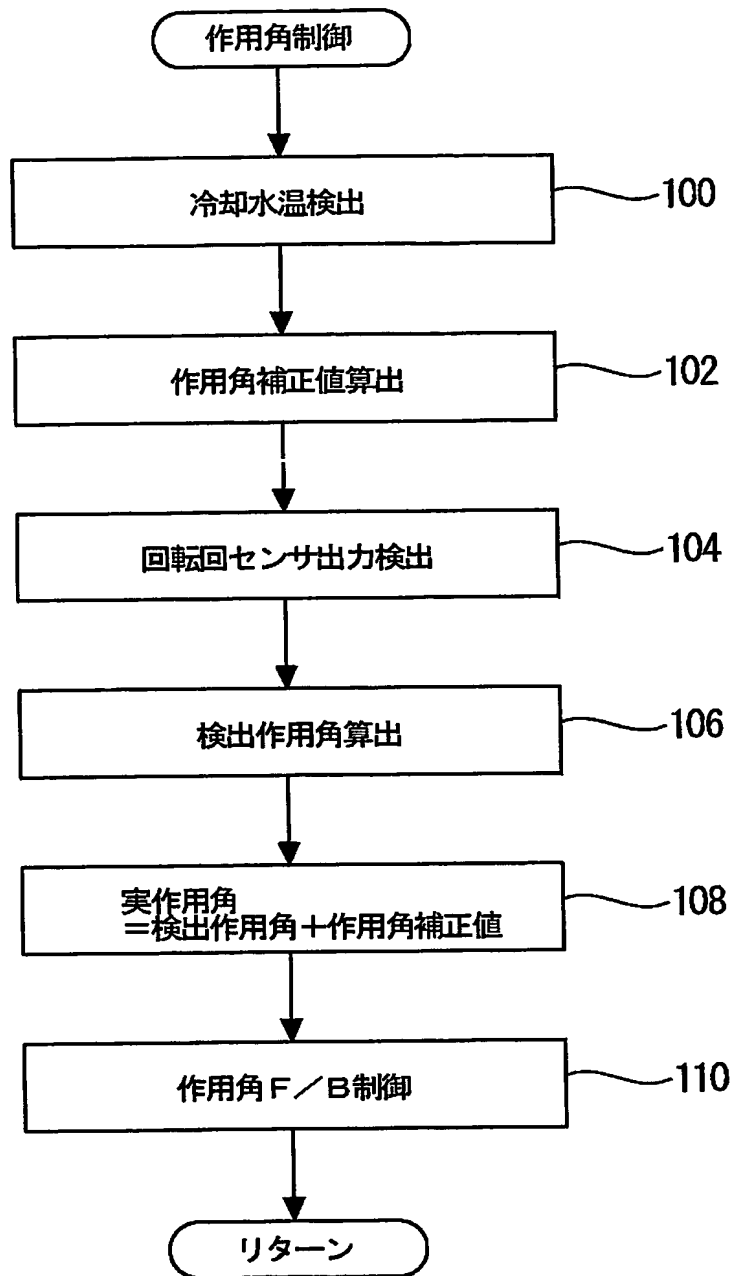 作用角制御
冷却水温検出
100
作用角補正値算出
102
回転回センサ出力検出
104
検出作用角算出
106
実作用角
=検出作用角+作用角補正値
108
作用角F/B制御
110
リターン